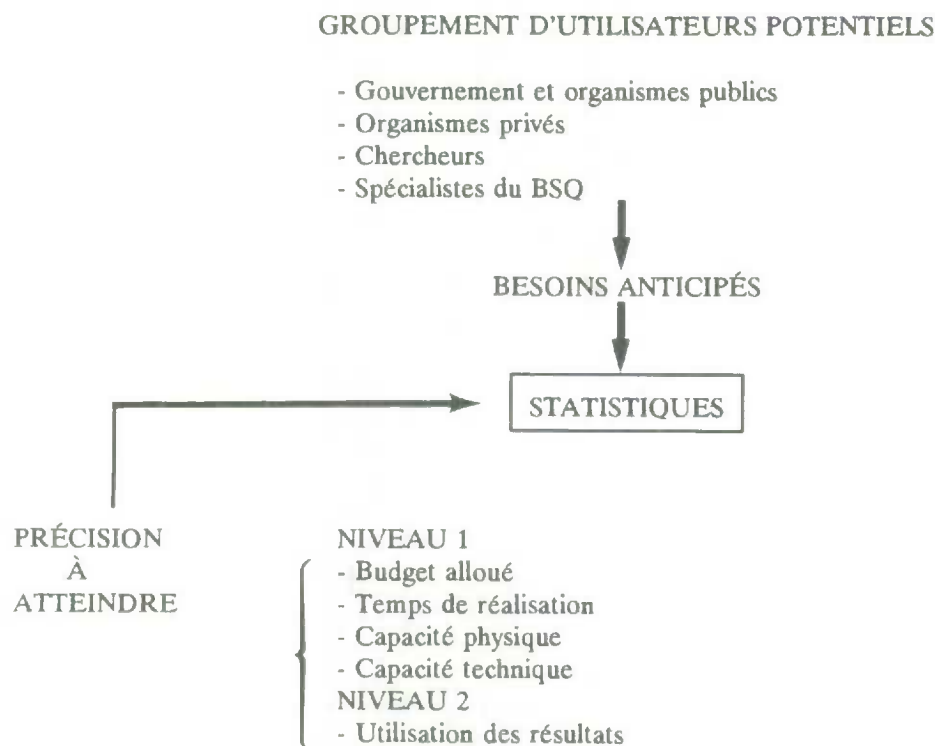 GROUPEMENT D'UTILISATEURS POTENTIELS
- Gouvernement et organismes publics
- Organismes privés
- Chercheurs
- Spécialistes du BSQ
BESOINS ANTICIPÉS
STATISTIQUES
PRÉCISION
À
ATTEINDRE
NIVEAU 1
- Budget alloué
- Temps de réalisation
- Capacité physique
- Capacité technique
NIVEAU 2
- Utilisation des résultats